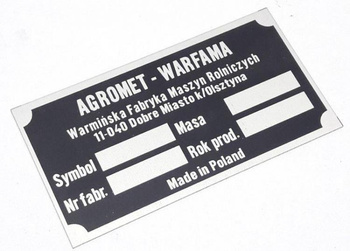 AGROMET - WARFAMA
Warmińska Fabryka Maszyn Rolniczych
11-040 Dobre Miasto k/Olsztyna
Symbol Masa
Nr fabr. Rok prod.
Made in Poland